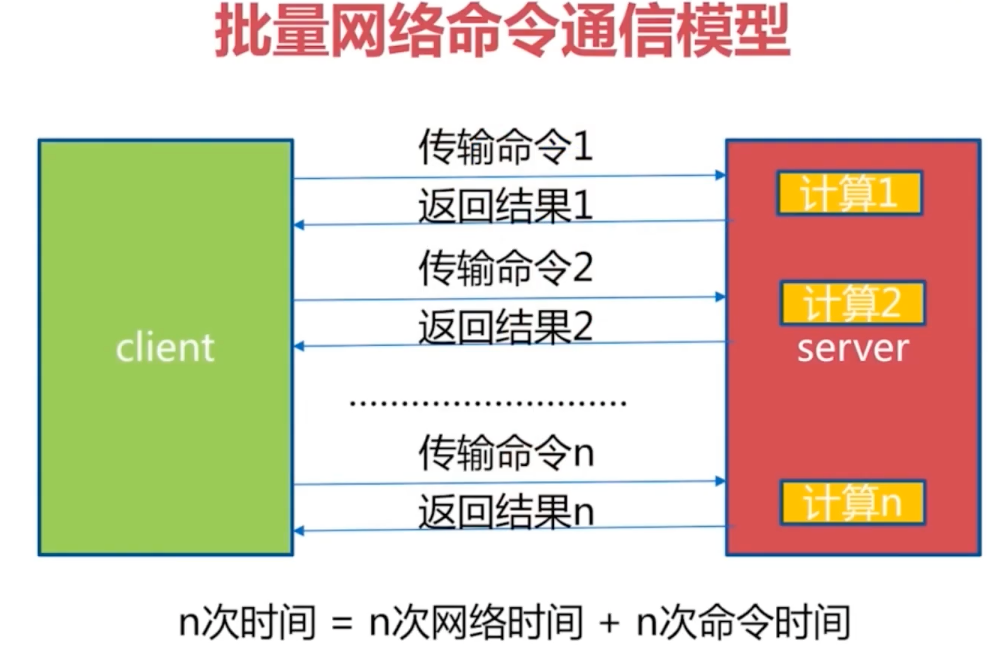 批量网络命令通信模型
传输命令1
计算1
返回结果1
传输命令2
计算2
返回结果2
client
server
...........................
传输命令n
计算n
返回结果n
n次时间 = n次网络时间 + n次命令时间